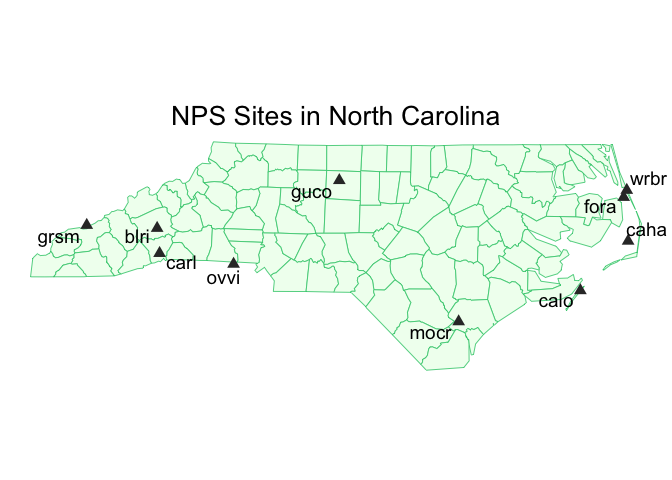 NPS Sites in North Carolina
wrbr
guco
fora
caha
grsm
blri
carl
ovvi
calo
mocr